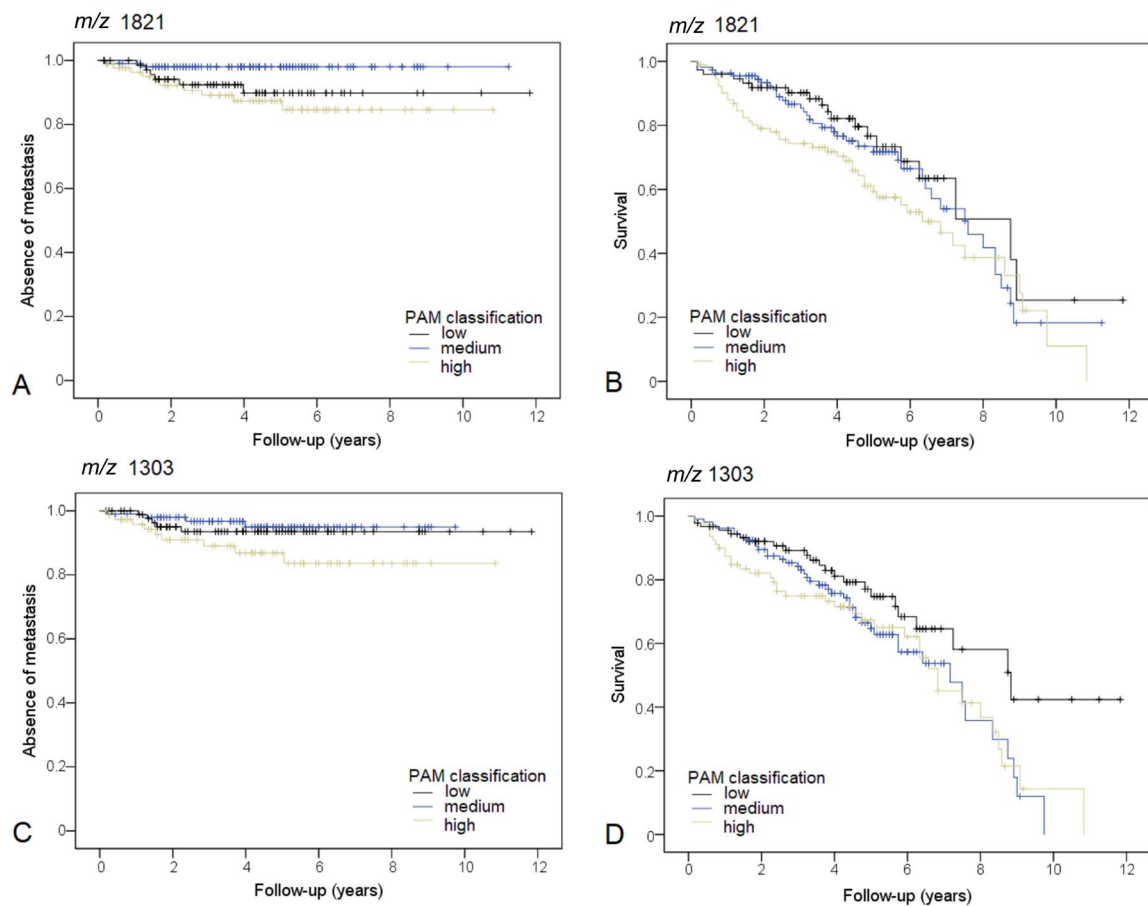 m/z 1821
1.0
0.8
0.6
0.4
0.2
0
Absence of metastasis
PAM classification
low
medium
high
0 2 4 6 8 10 12
Follow-up (years)
A
m/z 1821
1.0
0.8
0.6
0.4
0.2
0
Survival
PAM classification
low
medium
high
0 2 4 6 8 10 12
Follow-up (years)
B
m/z 1303
1.0
0.8
0.6
0.4
0.2
0
Absence of metastasis
PAM classification
low
medium
high
0 2 4 6 8 10 12
Follow-up (years)
C
m/z 1303
1.0
0.8
0.6
0.4
0.2
0
Survival
PAM classification
low
medium
high
0 2 4 6 8 10 12
Follow-up (years)
D